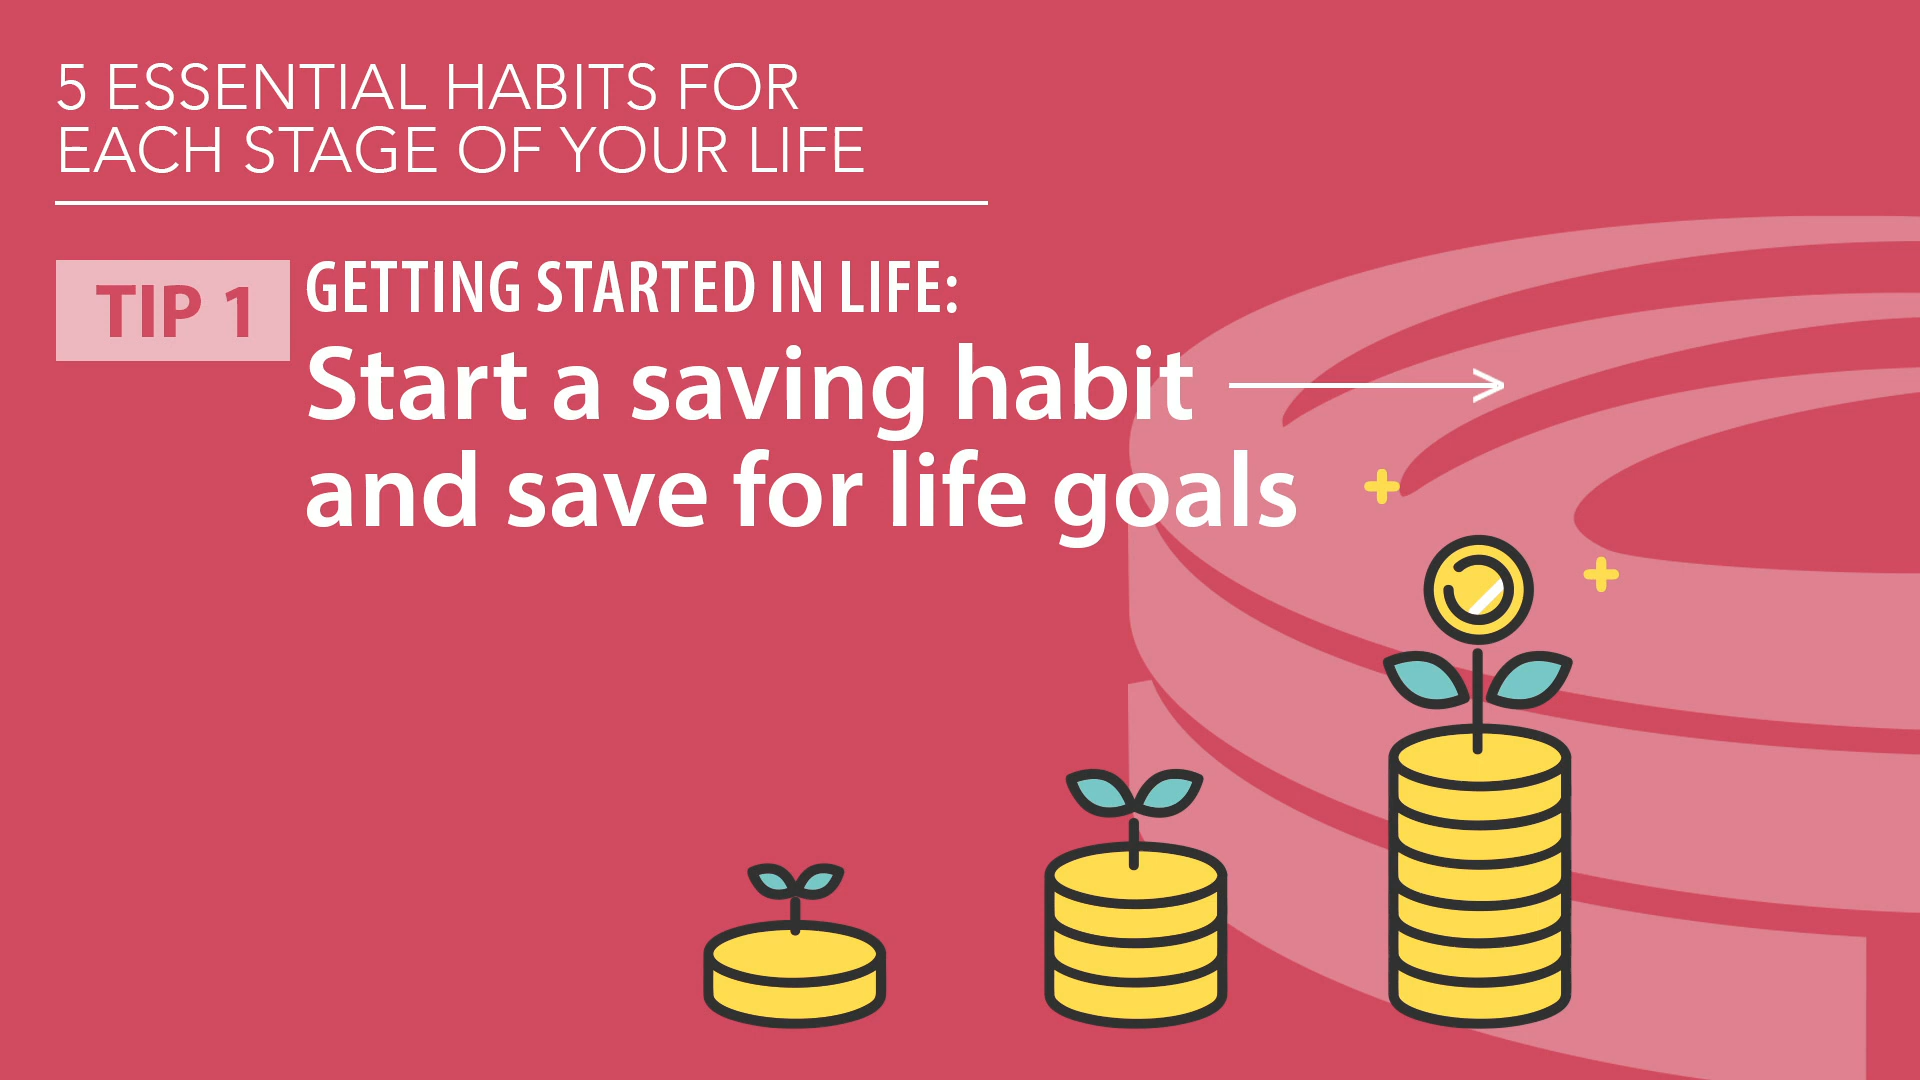 5 ESSENTIAL HABITS FOR
EACH STAGE OF YOUR LIFE
TIP 1
GETTING STARTED IN LIFE:
Start a saving habit
and save for life goals